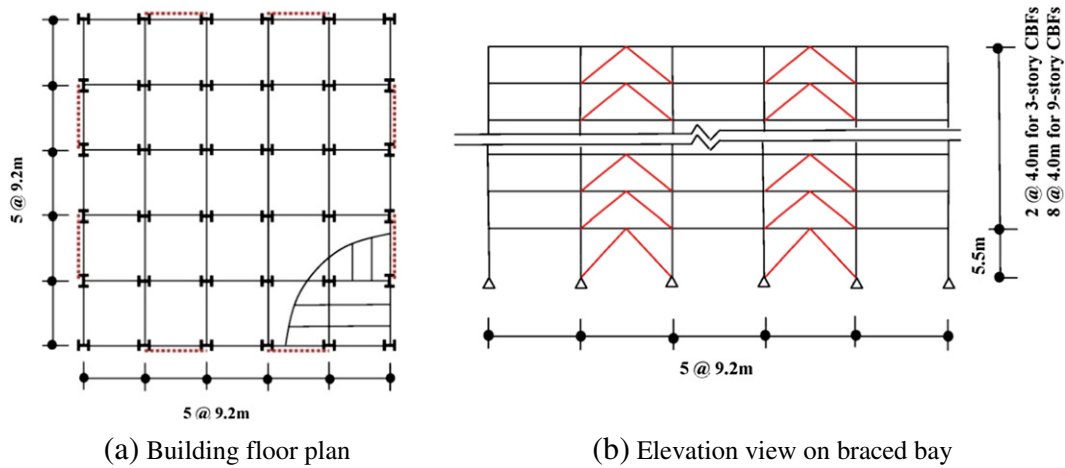 5 @ 9.2m
5 @ 9.2m
(a) Building floor plan
2 @ 4.0m for 3-story CBFs
8 @ 4.0m for 9-story CBFs
5.5m
5 @ 9.2m
(b) Elevation view on braced bay